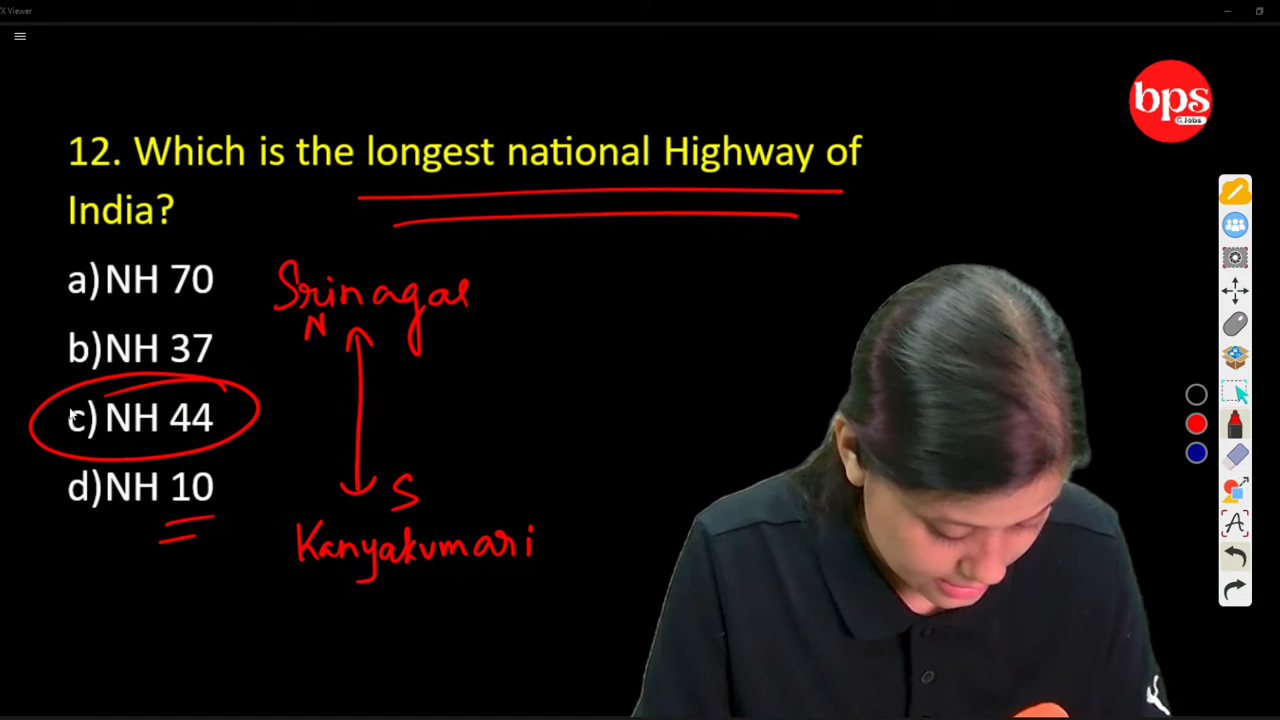 X Viewer
bps
Jobs
12. Which is the longest national Highway of
India?
a) NH 70
b) NH 37
c) NH 44
d) NH 10
Srinagar
N
S
Kanyakumari